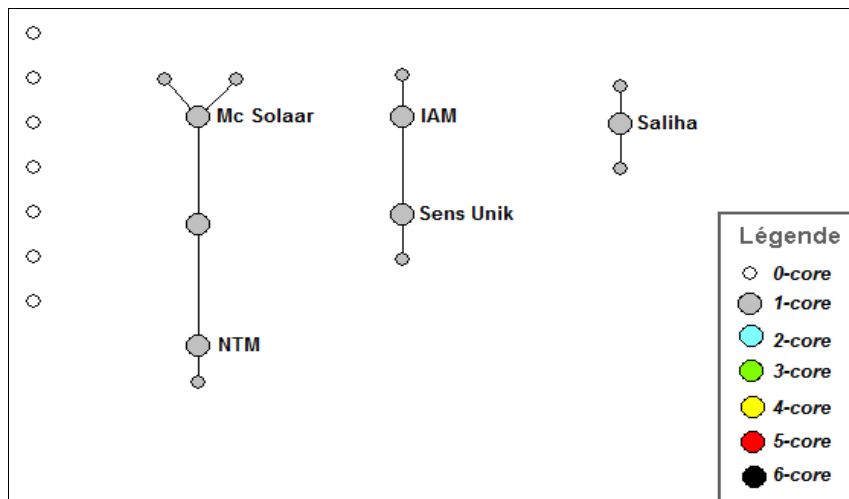 Mc Solaar
IAM
Saliha
Sens Unik
NTM
Légende
0-core
1-core
2-core
3-core
4-core
5-core
6-core